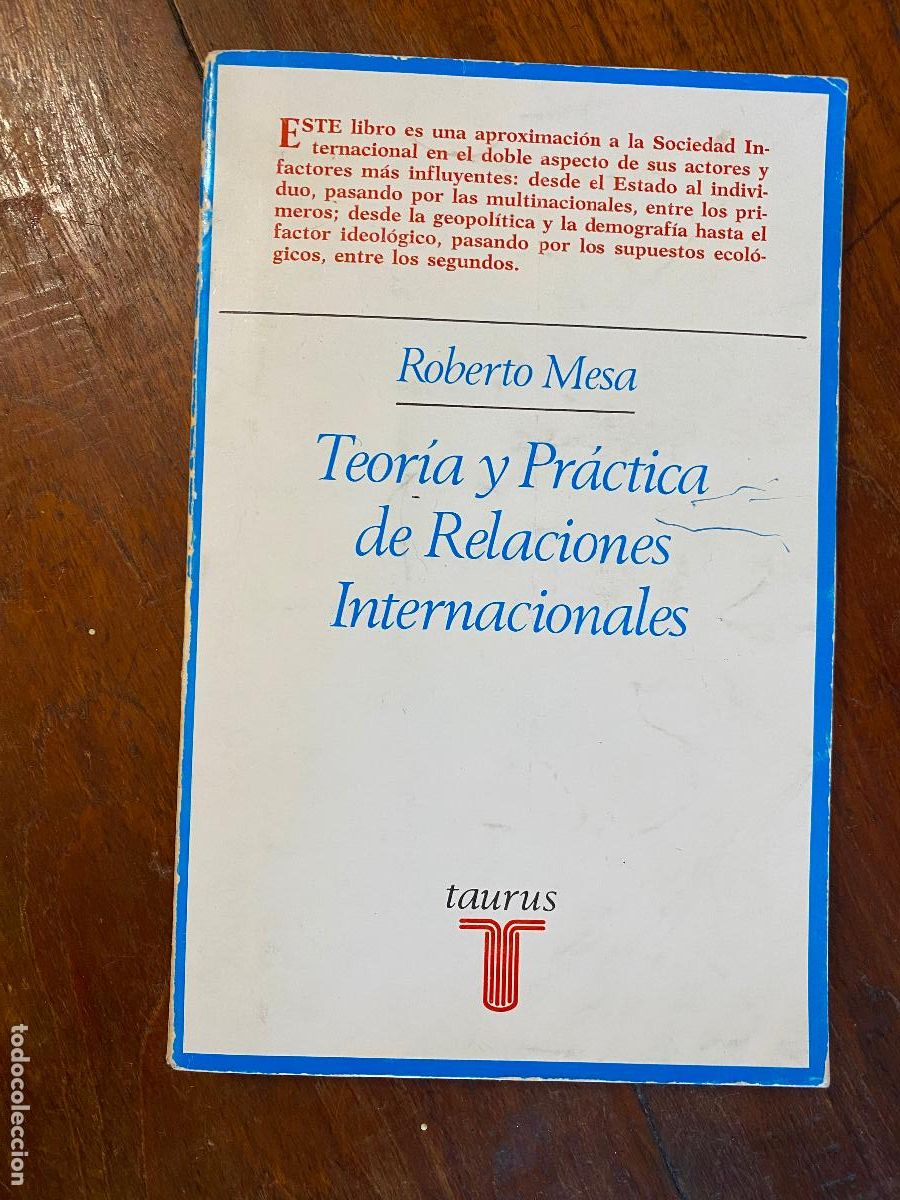 ESTE libro es una aproximación a la Sociedad In-
ternacional en el doble aspecto de sus actores y
factores más influyentes: desde el Estado al indivi-
duo, pasando por las multinacionales, entre los pri-
meros; desde la geopolítica y la demografía hasta el
factor ideológico, pasando por los supuestos ecoló-
gicos, entre los segundos.
Roberto Mesa
Teoría y Práctica
de Relaciones
Internacionales
taurus
todocoleccion